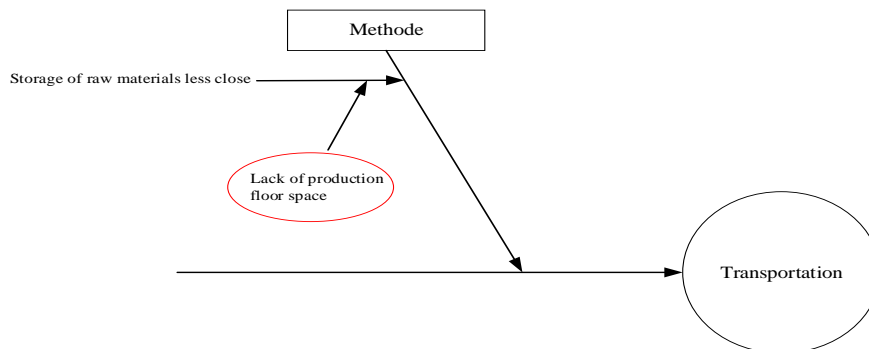 Methode
Storage of raw materials less close
Lack of production
floor space
Transportation